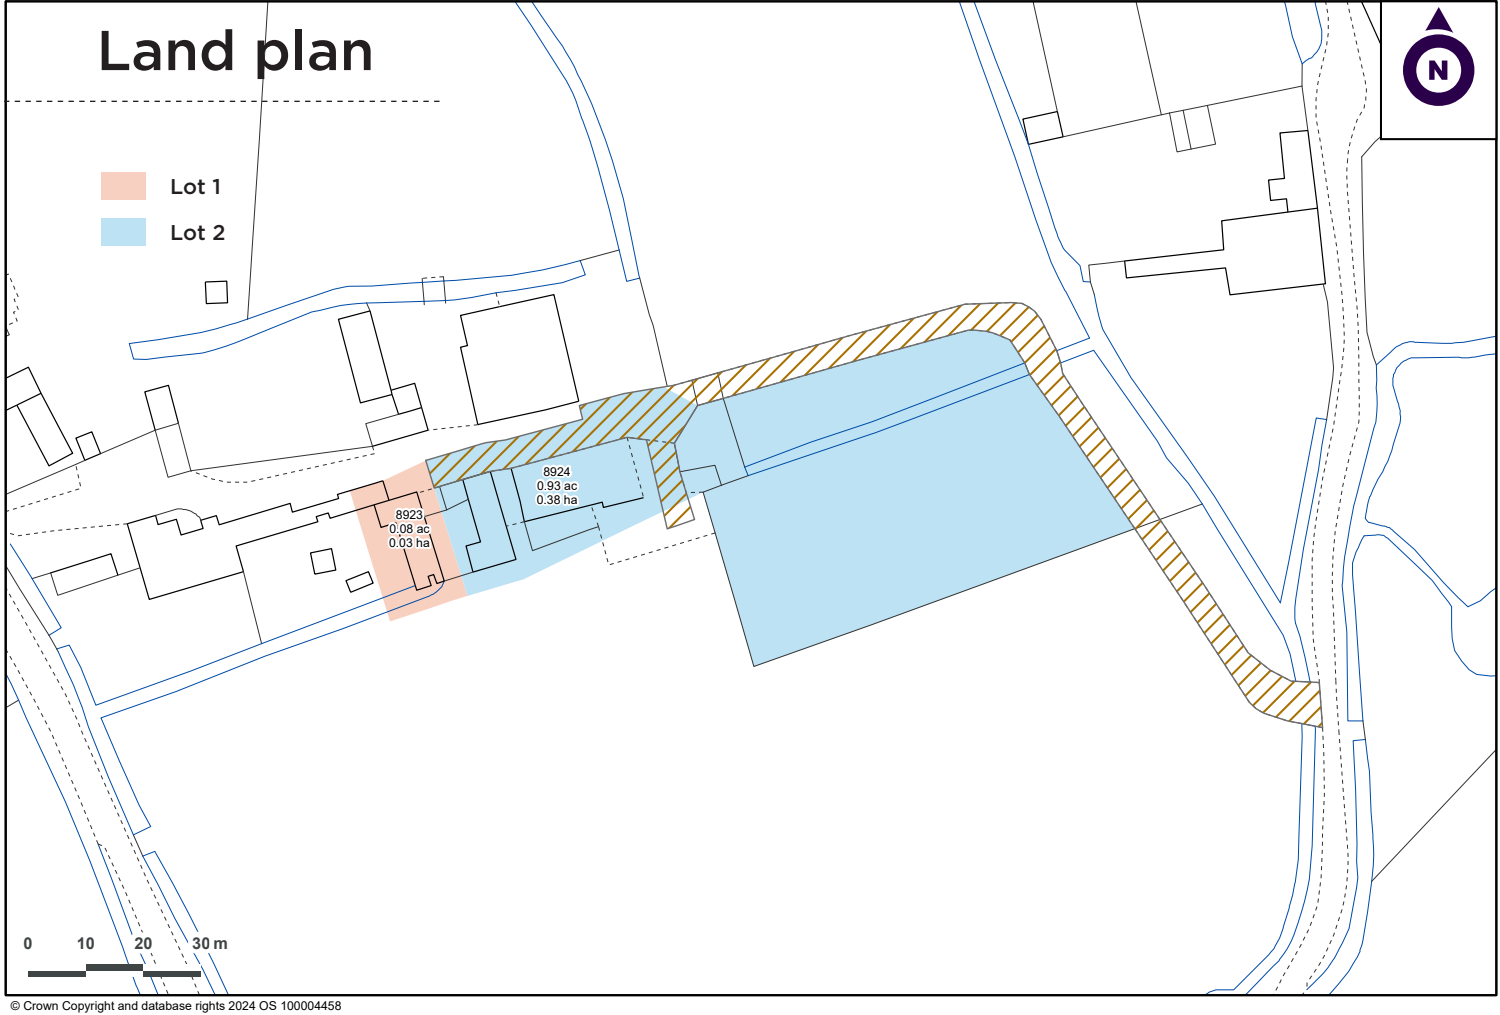 Land plan
N
Lot 1
Lot 2
8924
0.93 ac
0.38 ha
8923
0.08 ac
0.03 ha
0 10 20 30 m
© Crown Copyright and database rights 2024 OS 100004458